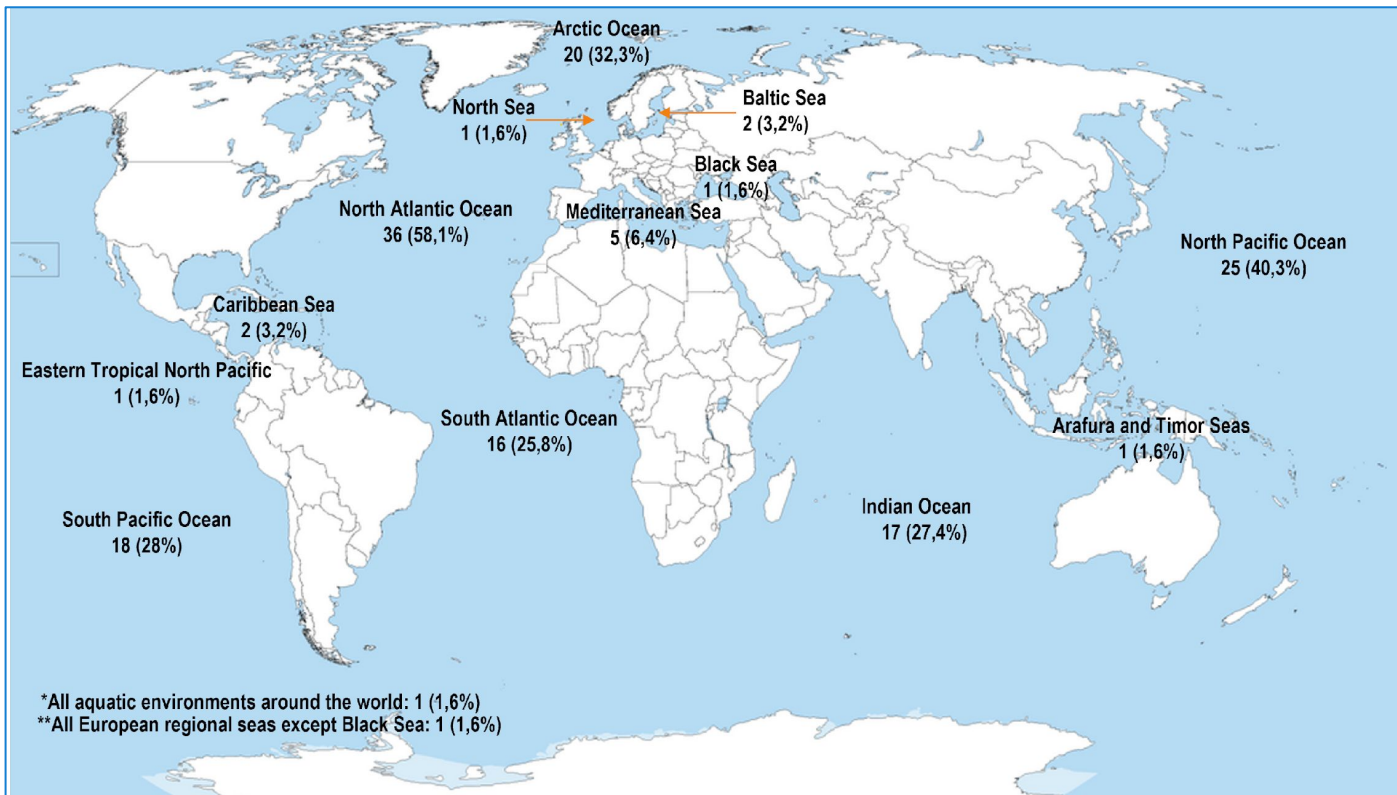 Arctic Ocean
20 (32,3%)
North Sea
1 (1,6%)
Baltic Sea
2 (3,2%)
Black Sea
1 (1,6%)
North Atlantic Ocean
36 (58,1%)
Mediterranean Sea
5 (6,4%)
North Pacific Ocean
25 (40,3%)
Caribbean Sea
2 (3,2%)
Eastern Tropical North Pacific
1 (1,6%)
South Atlantic Ocean
16 (25,8%)
Arafura and Timor Seas
1 (1,6%)
South Pacific Ocean
18 (28%)
Indian Ocean
17 (27,4%)
*All aquatic environments around the world: 1 (1,6%)
**All European regional seas except Black Sea: 1 (1,6%)